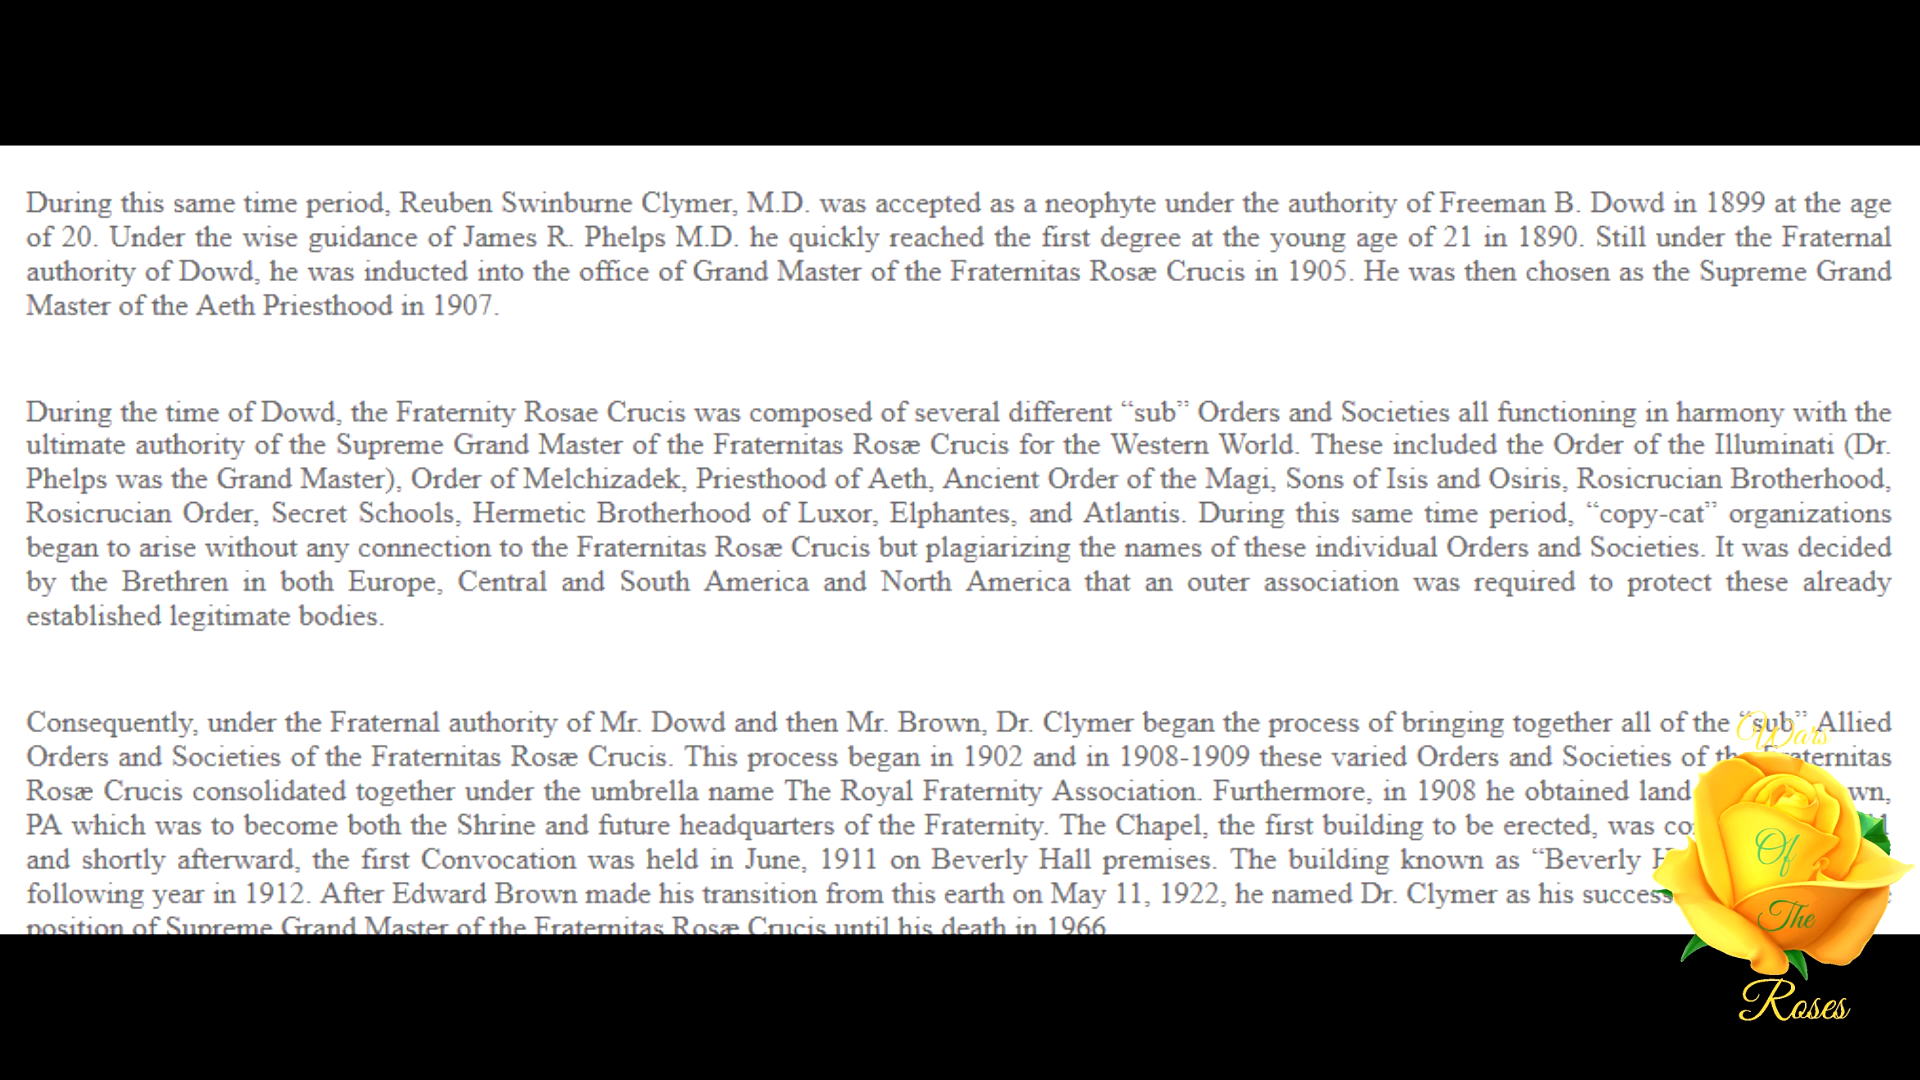 During this same time period, Reuben Swinburne Clymer, M.D. was accepted as a neophyte under the authority of Freeman B. Dowd in 1899 at the age
of 20. Under the wise guidance of James R. Phelps M.D. he quickly reached the first degree at the young age of 21 in 1890. Still under the Fraternal
authority of Dowd, he was inducted into the office of Grand Master of the Fraternitas Rosæ Crucis in 1905. He was then chosen as the Supreme Grand
Master of the Aeth Priesthood in 1907.
During the time of Dowd, the Fraternity Rosae Crucis was composed of several different “sub” Orders and Societies all functioning in harmony with the
ultimate authority of the Supreme Grand Master of the Fraternitas Rosæ Crucis for the Western World. These included the Order of the Illuminati (Dr.
Phelps was the Grand Master), Order of Melchizadek, Priesthood of Aeth, Ancient Order of the Magi, Sons of Isis and Osiris, Rosicrucian Brotherhood,
Rosicrucian Order, Secret Schools, Hermetic Brotherhood of Luxor, Elphantes, and Atlantis. During this same time period, “copy-cat” organizations
began to arise without any connection to the Fraternitas Rosæ Crucis but plagiarizing the names of these individual Orders and Societies. It was decided
by the Brethren in both Europe, Central and South America and North America that an outer association was required to protect these already
established legitimate bodies.
Consequently, under the Fraternal authority of Mr. Dowd and then Mr. Brown, Dr. Clymer began the process of bringing together all of the “sub” Allied
Orders and Societies of the Fraternitas Rosæ Crucis. This process began in 1902 and in 1908-1909 these varied Orders and Societies of the Fraternitas
Rosæ Crucis consolidated together under the umbrella name The Royal Fraternity Association. Furthermore, in 1908 he obtained land
PA which was to become both the Shrine and future headquarters of the Fraternity. The Chapel, the first building to be erected, was
and shortly afterward, the first Convocation was held in June, 1911 on Beverly Hall premises. The building known as “Beverly
following year in 1912. After Edward Brown made his transition from this earth on May 11, 1922, he named Dr. Clymer as his
position of Supreme Grand Master of the Fraternitas Rosæ Crucis until his death in 1966
Wars
Of
The
Roses